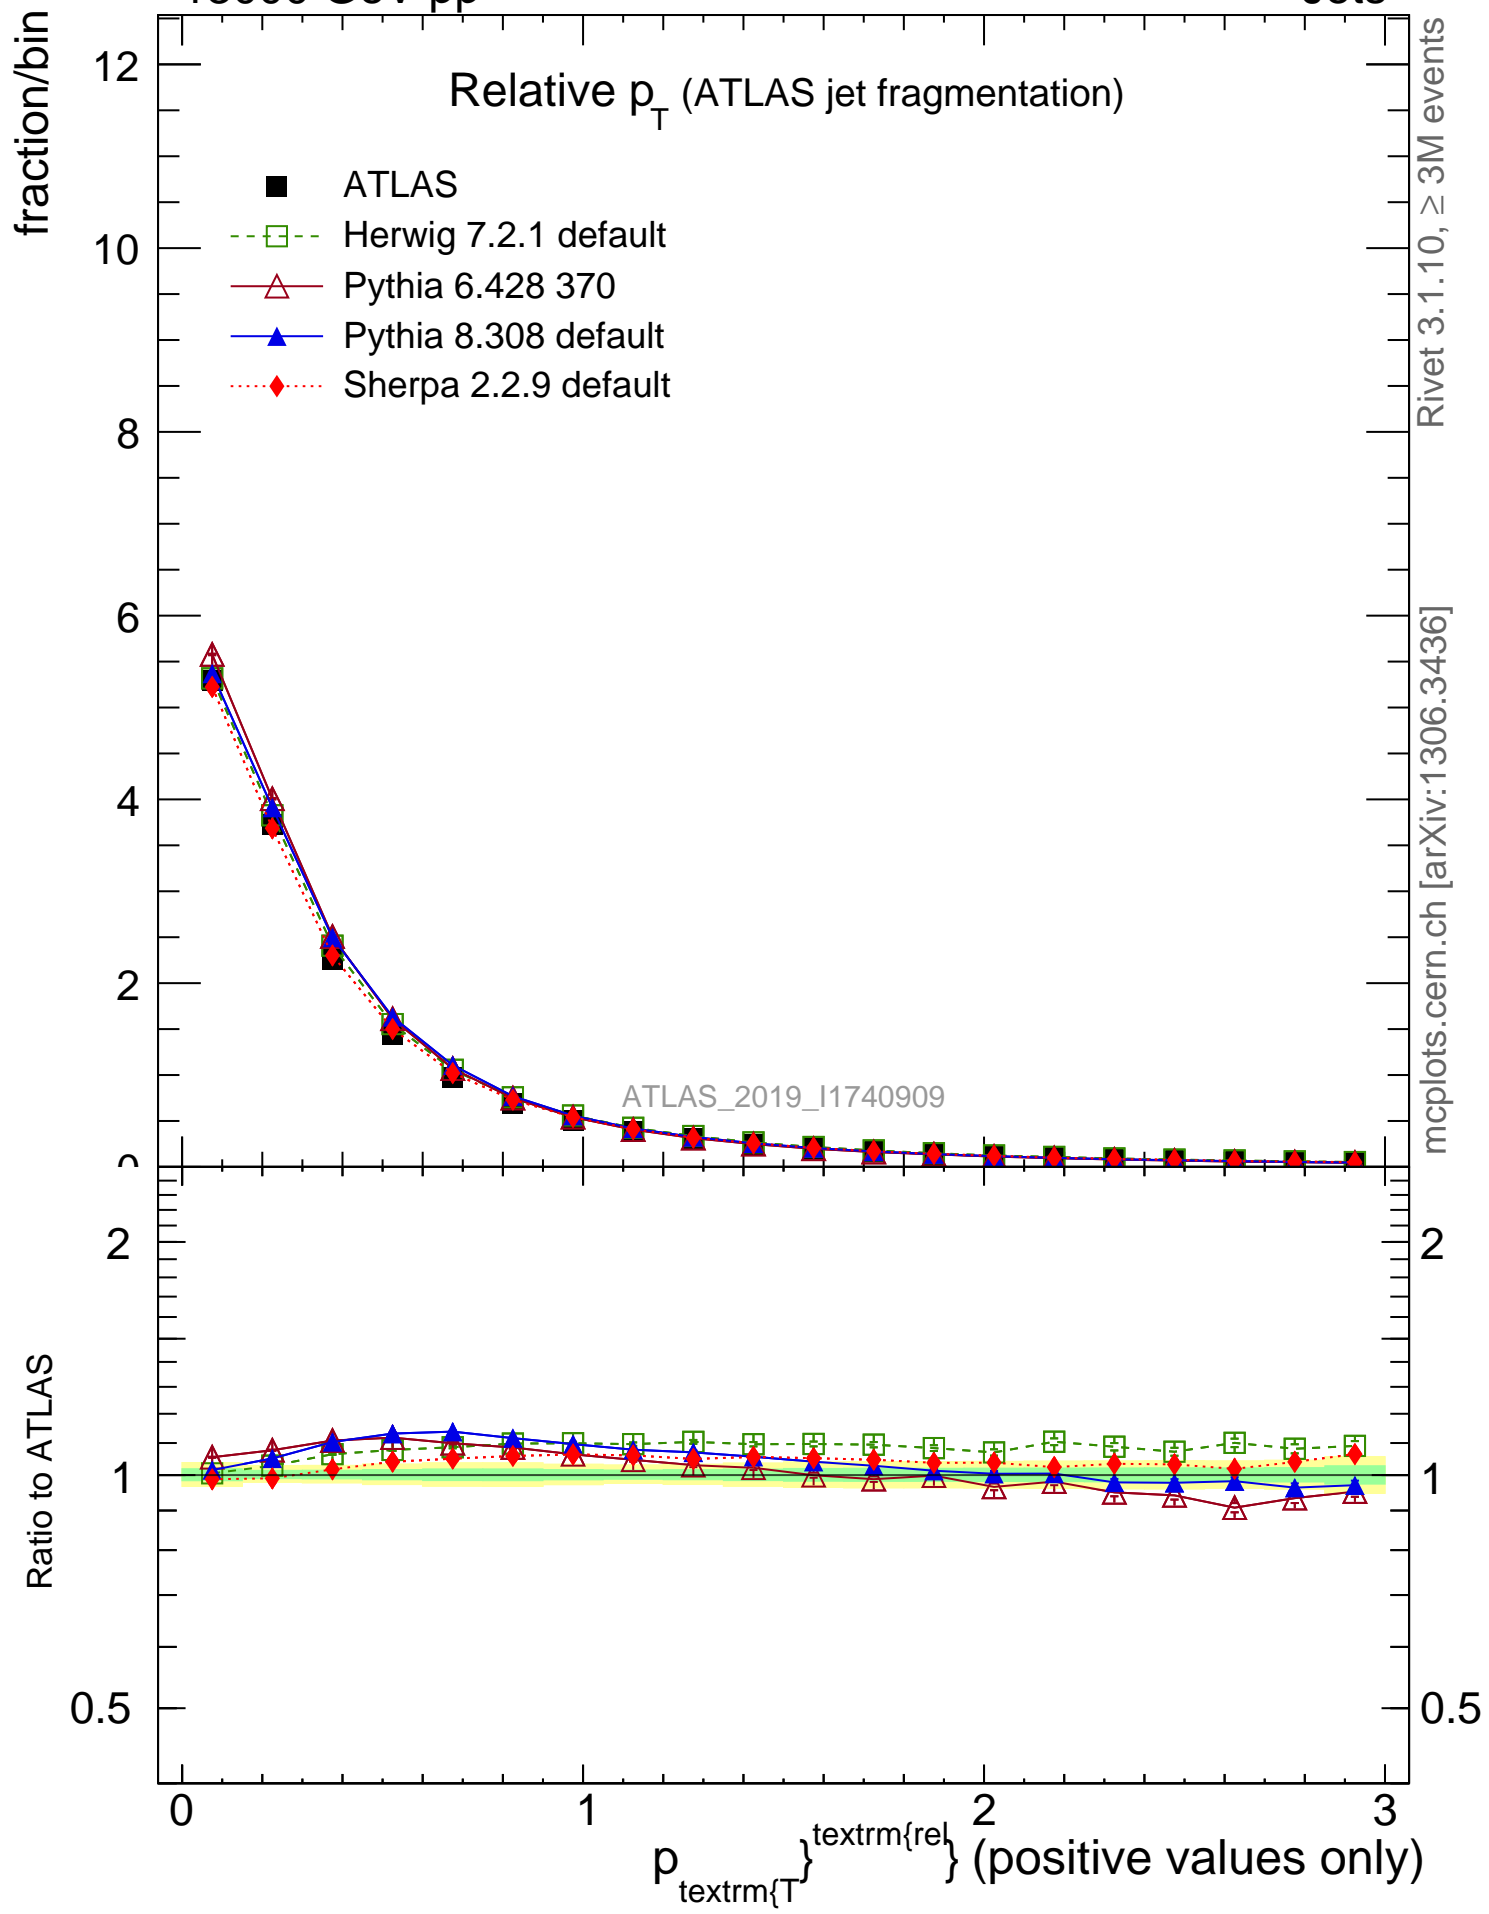 fraction/bin
12
10
8
6
4
2
Relative p_T (ATLAS jet fragmentation)
ATLAS
Herwig 7.2.1 default
Pythia 6.428 370
Pythia 8.308 default
Sherpa 2.2.9 default
ATLAS_2019_I1740909
Rivet 3.1.10, ≥ 3M events
mcplots.cern.ch [arXiv:1306.3436]
Ratio to ATLAS
2
1
0.5
2
1
0.5
0 1 2 3
p_textrm{T}^textrm{rel} (positive values only)